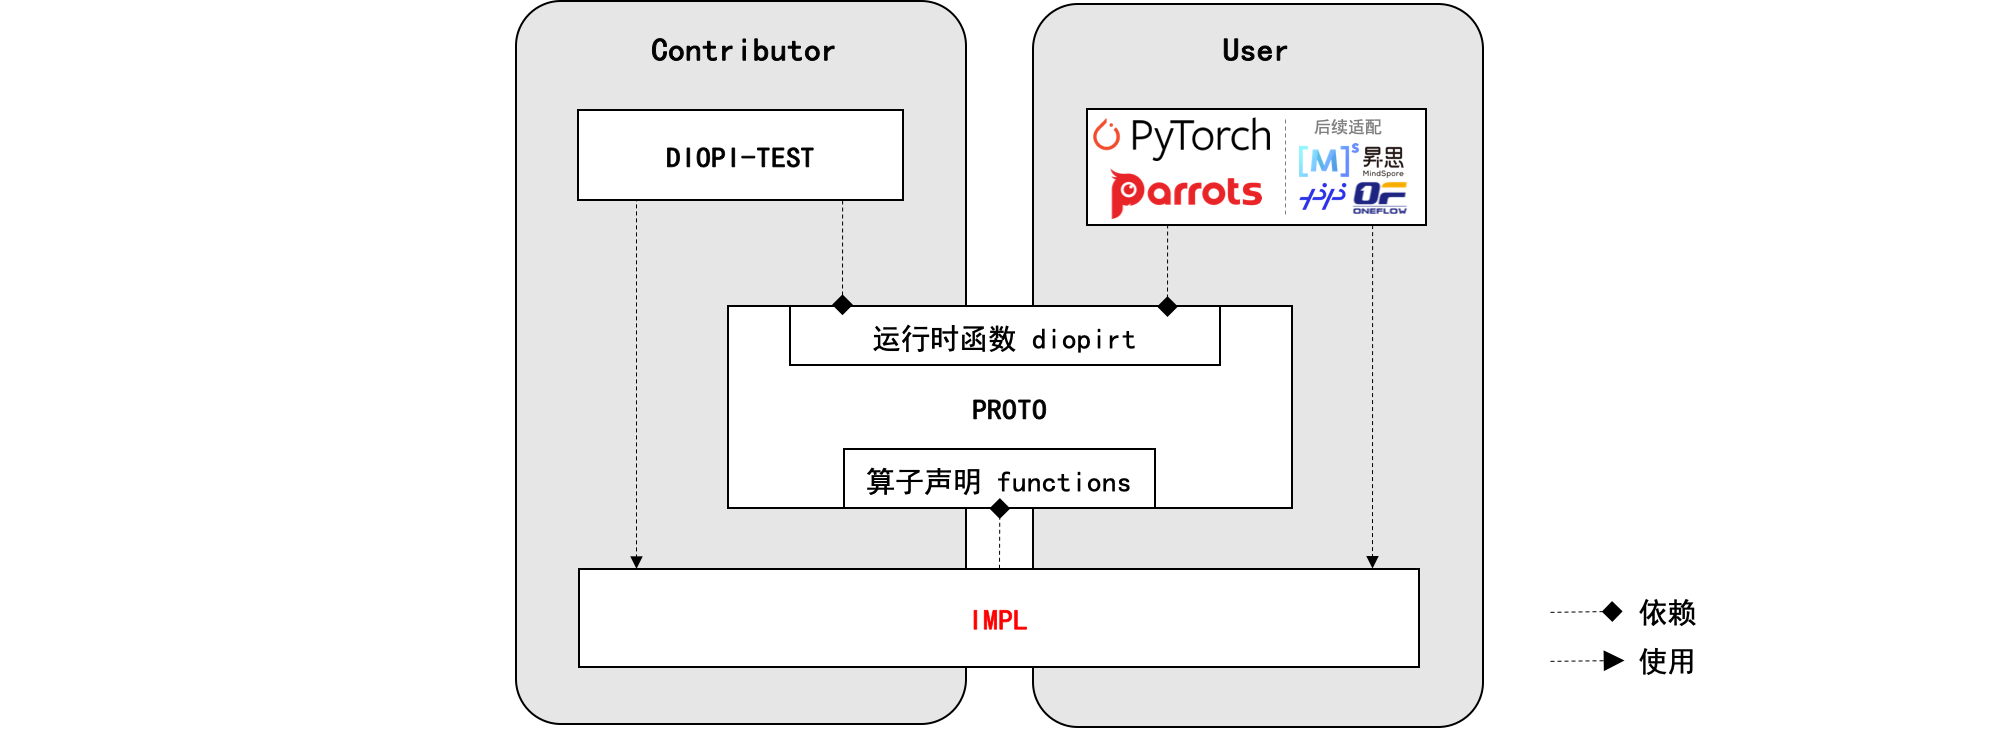 Contributor
User
DIOPI-TEST
PyTorch
Parrots
后续适配
[M]s 昇思
MindSpore
ONEFLOW
运行时函数 diopirt
PROTO
算子声明 functions
IMPL
依赖
使用